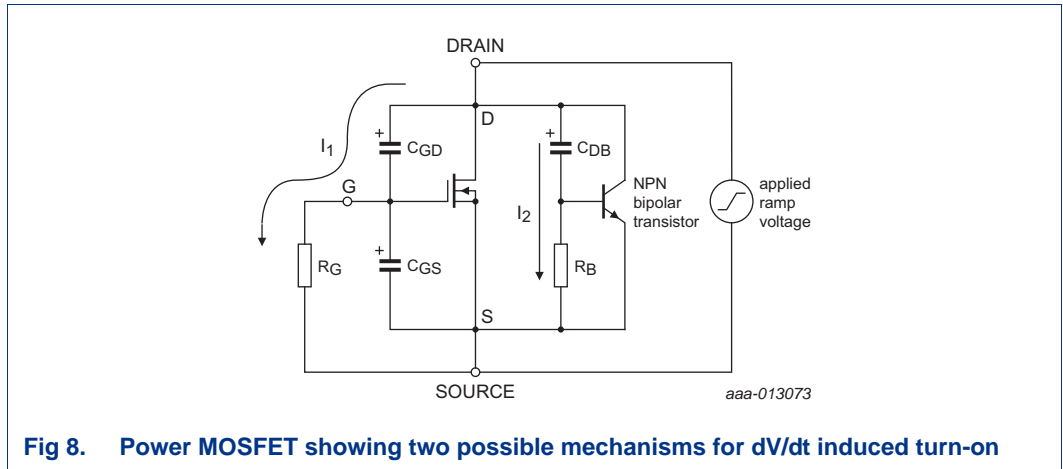 DRAIN
D
I1
+
CGD
+
CDB
G
I2
NPN
bipolar
transistor
applied
ramp
voltage
RG
+
CGS
RB
S
SOURCE
aaa-013073
Fig 8. Power MOSFET showing two possible mechanisms for dV/dt induced turn-on